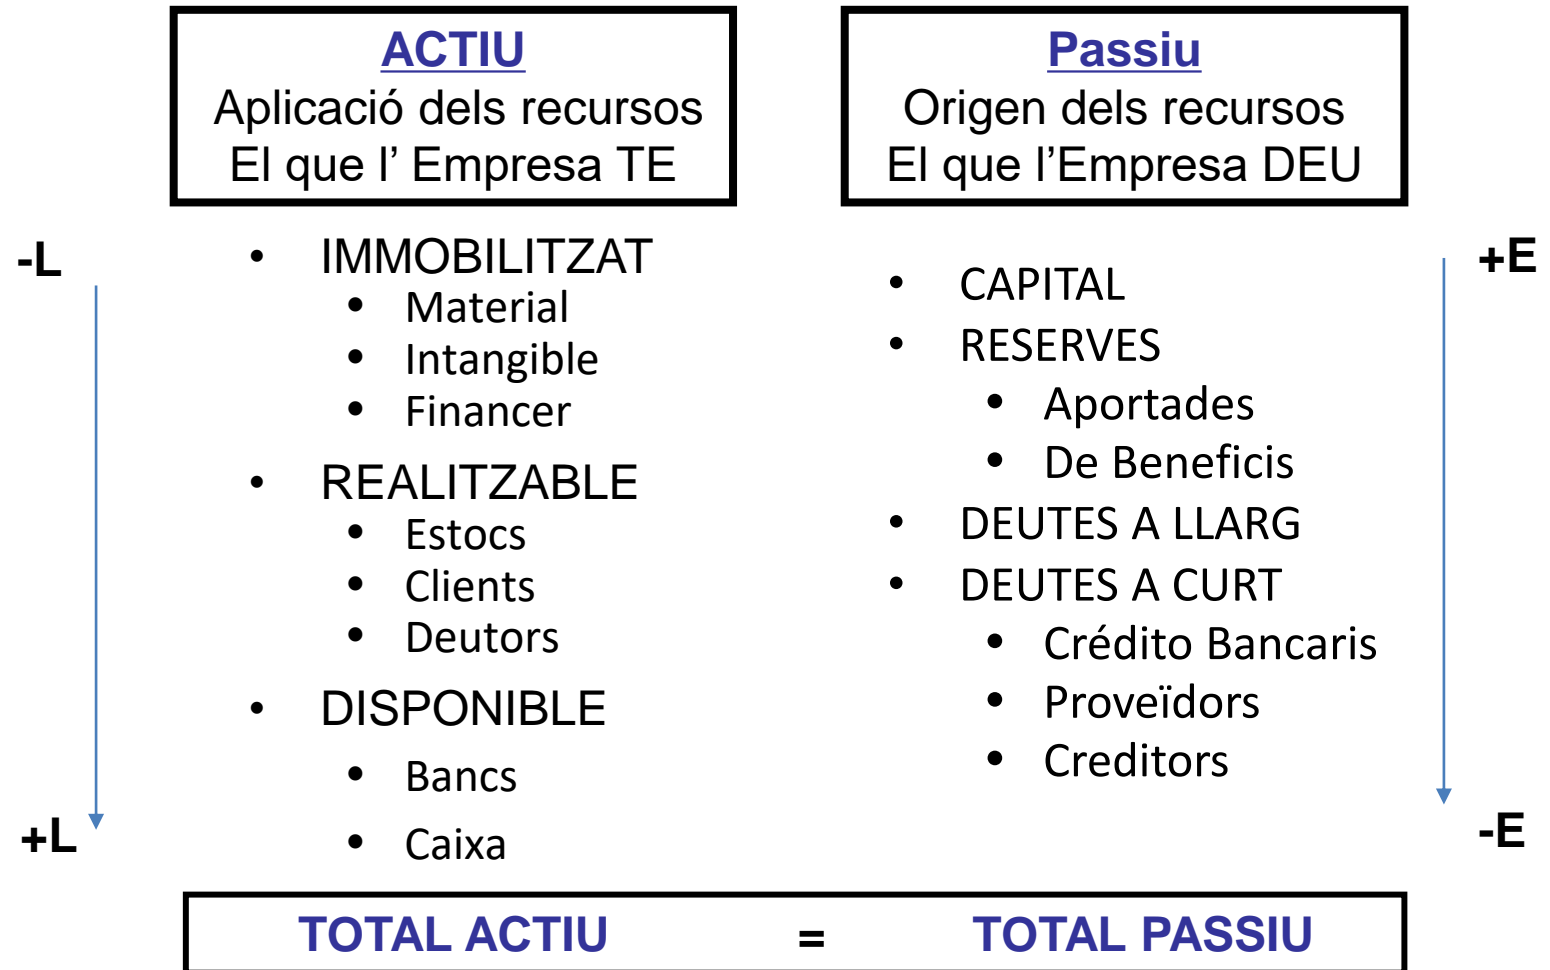 ACTIU
Aplicació dels recursos
El que l’ Empresa TE
Passiu
Origen dels recursos
El que l’Empresa DEU
-L
+L
• IMMOBILITZAT
• Material
• Intangible
• Financer
• REALITZABLE
• Estocs
• Clients
• Deutors
• DISPONIBLE
• Bancs
• Caixa
• CAPITAL
• RESERVES
• Aportades
• De Beneficis
• DEUTES A LLARG
• DEUTES A CURT
• Crédito Bancaris
• Proveïdors
• Creditors
+E
-E
TOTAL ACTIU = TOTAL PASSIU